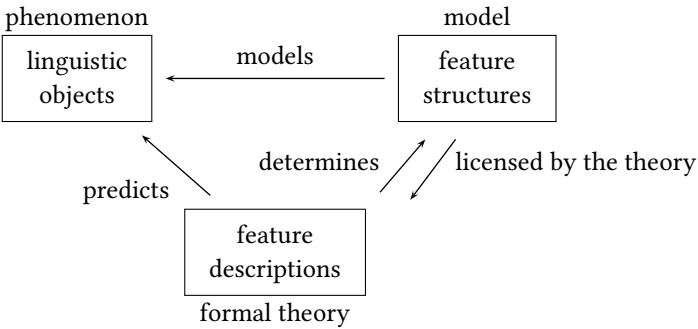 phenomenon
model
linguistic
objects
models
feature
structures
determines
licensed by the theory
predicts
feature
descriptions
formal theory